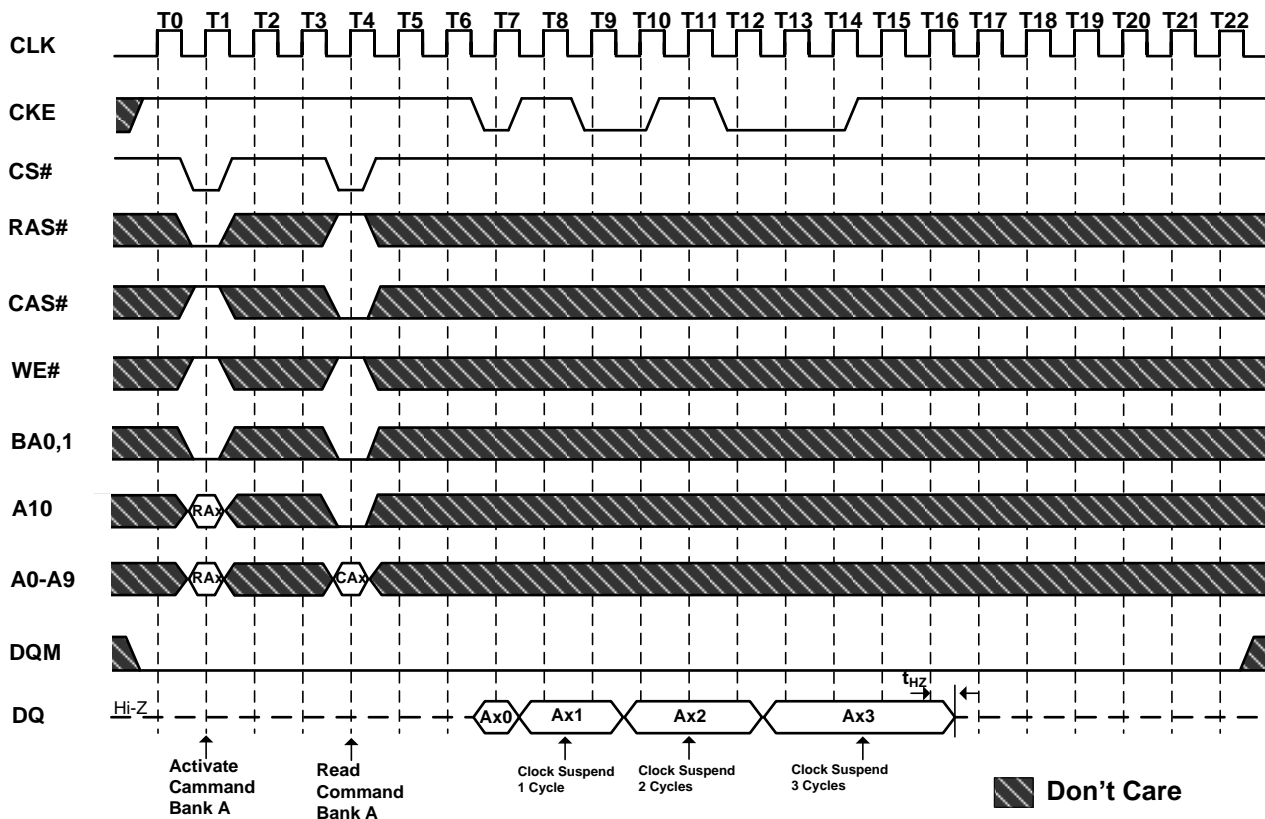 T0 T1 T2 T3 T4 T5 T6 T7 T8 T9 T10 T11 T12 T13 T14 T15 T16 T17 T18 T19 T20 T21 T22
CLK
CKE
CS#
RAS#
CAS#
WE#
BA0,1
A10
RAx
A0-A9
RAx CAx
DQM
tHZ
DQ
Hi-Z
Ax0 Ax1 Ax2 Ax3
Activate
Cammand
Bank A
Read
Command
Bank A
Clock Suspend
1 Cycle
Clock Suspend
2 Cycles
Clock Suspend
3 Cycles
Don't Care